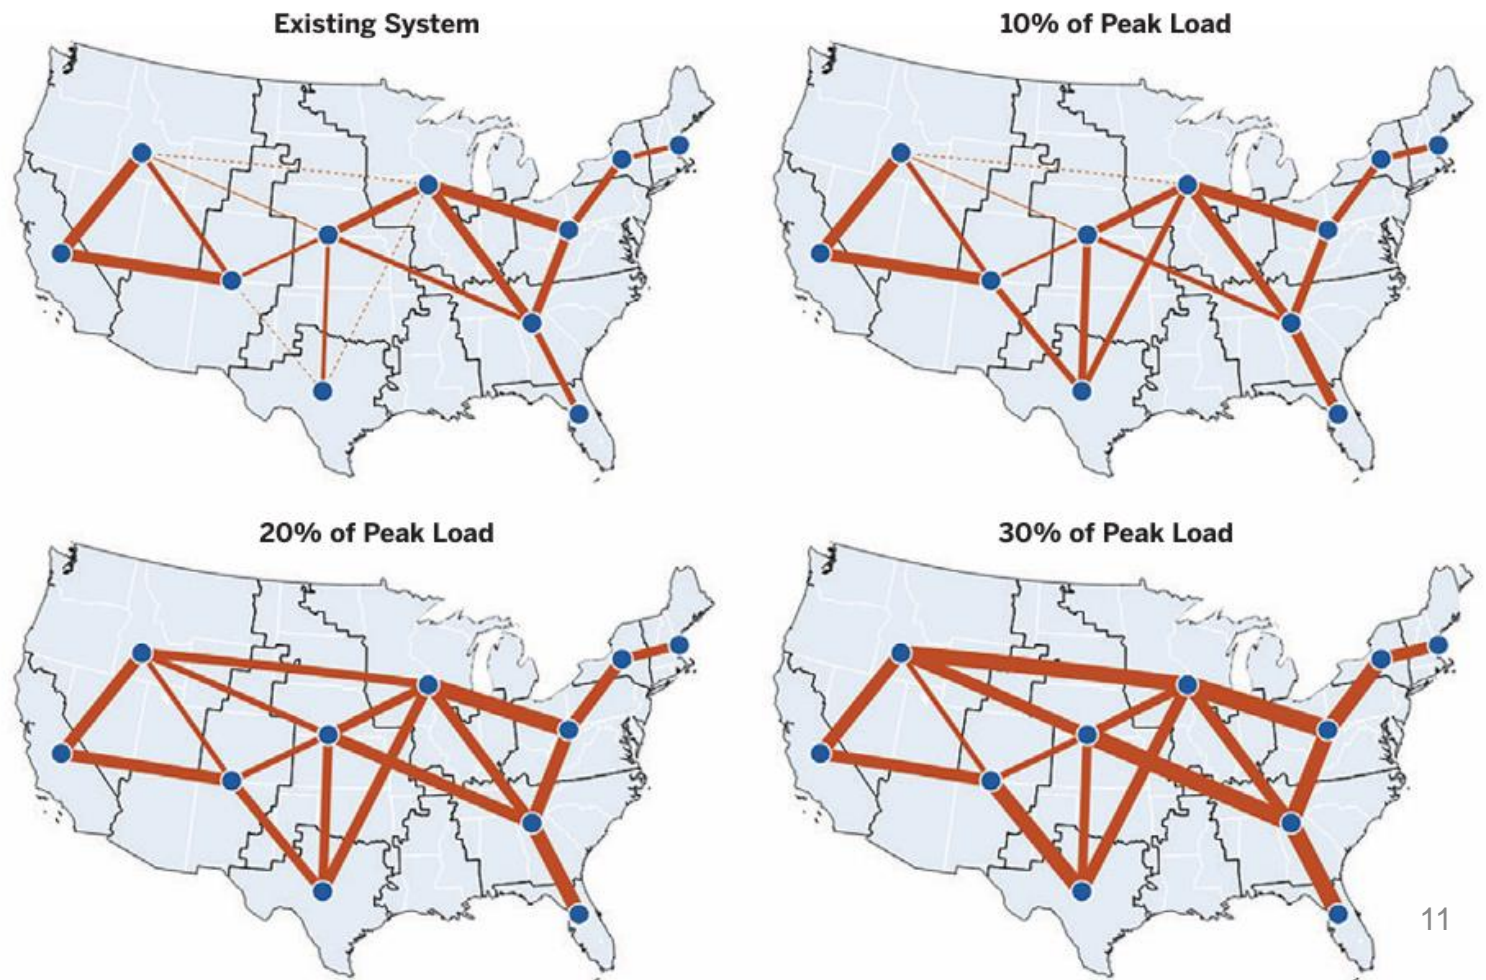 Existing System
10% of Peak Load
20% of Peak Load
30% of Peak Load
11